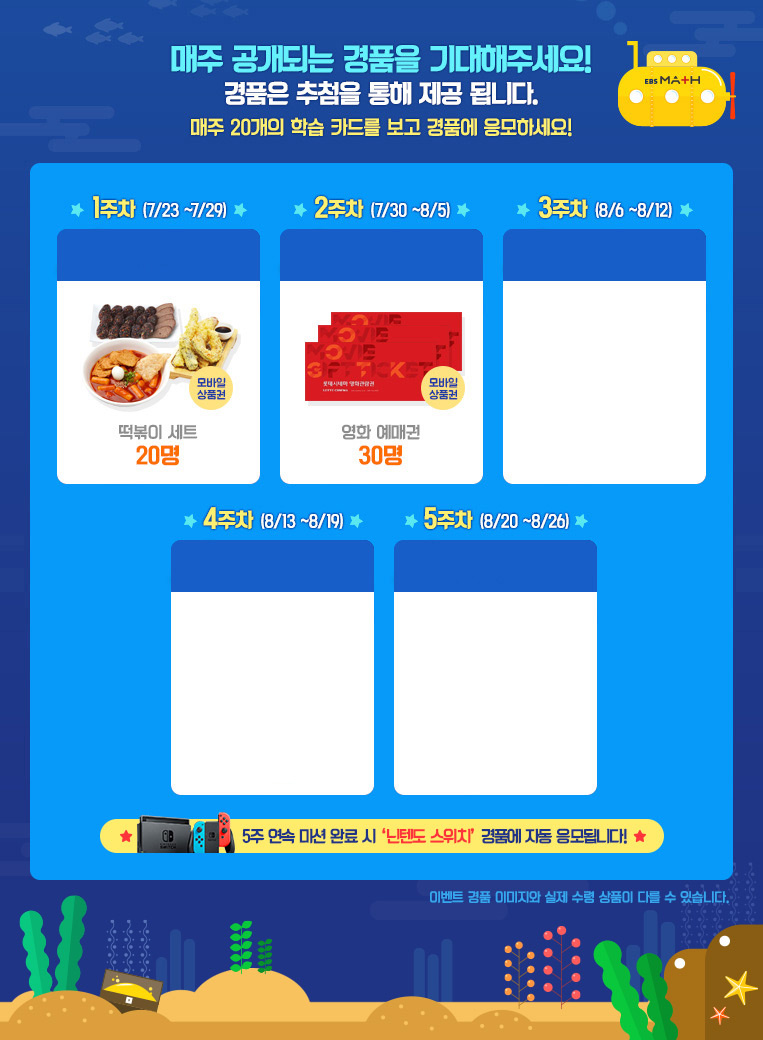 매주 공개되는 경품을 기대해주세요!
경품은 추첨을 통해 제공 됩니다.
매주 20개의 학습 카드를 보고 경품에 응모하세요!
EBS MATH
1주차 (7/23 ~7/29)
2주차 (7/30 ~8/5)
3주차 (8/6 ~8/12)
MOVIE
MOVIE
MOVIE
GIFT TICKET
롯데시네마 영화관람권
LOTTE CINEMA
모바일
상품권
모바일
상품권
떡볶이 세트
20명
영화 예매권
30명
4주차 (8/13 ~8/19)
5주차 (8/20 ~8/26)
5주 연속 미션 완료 시 '닌텐도 스위치' 경품에 자동 응모됩니다!
이벤트 경품 이미지와 실제 수령 상품이 다를 수 있습니다.